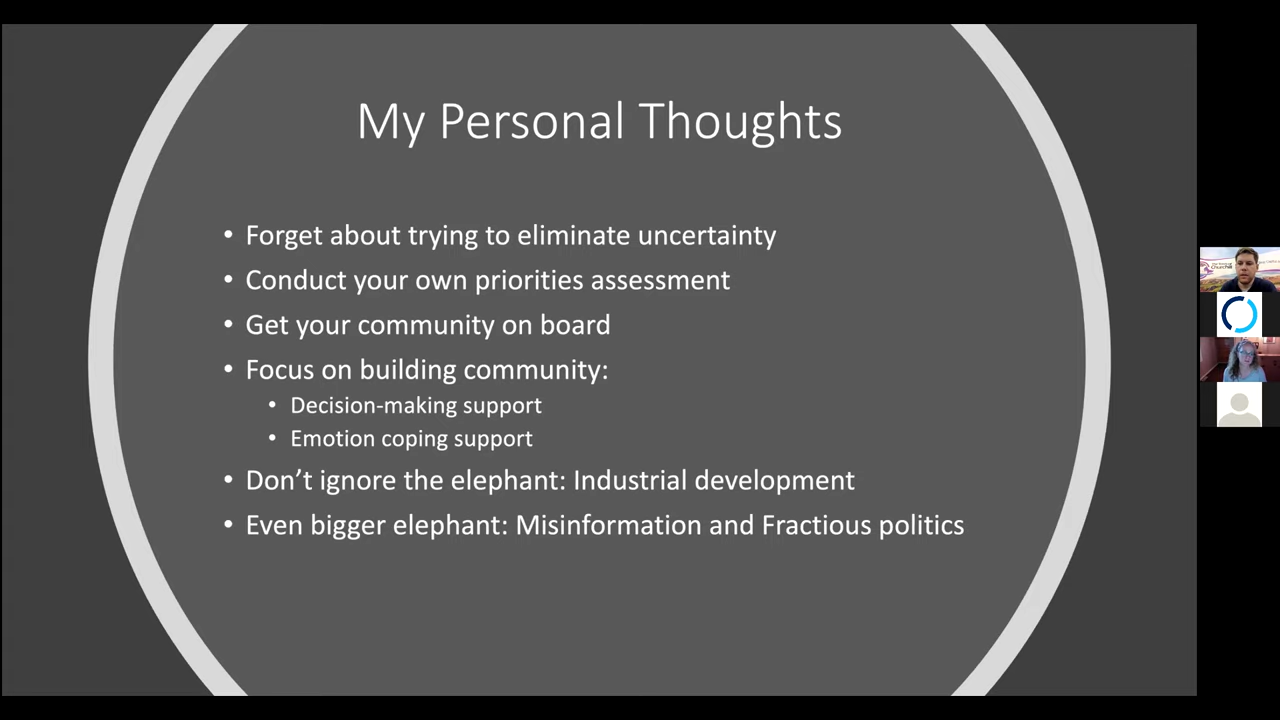 My Personal Thoughts
• Forget about trying to eliminate uncertainty
• Conduct your own priorities assessment
• Get your community on board
• Focus on building community:
• Decision-making support
• Emotion coping support
• Don’t ignore the elephant: Industrial development
• Even bigger elephant: Misinformation and Fractious politics
Churchill